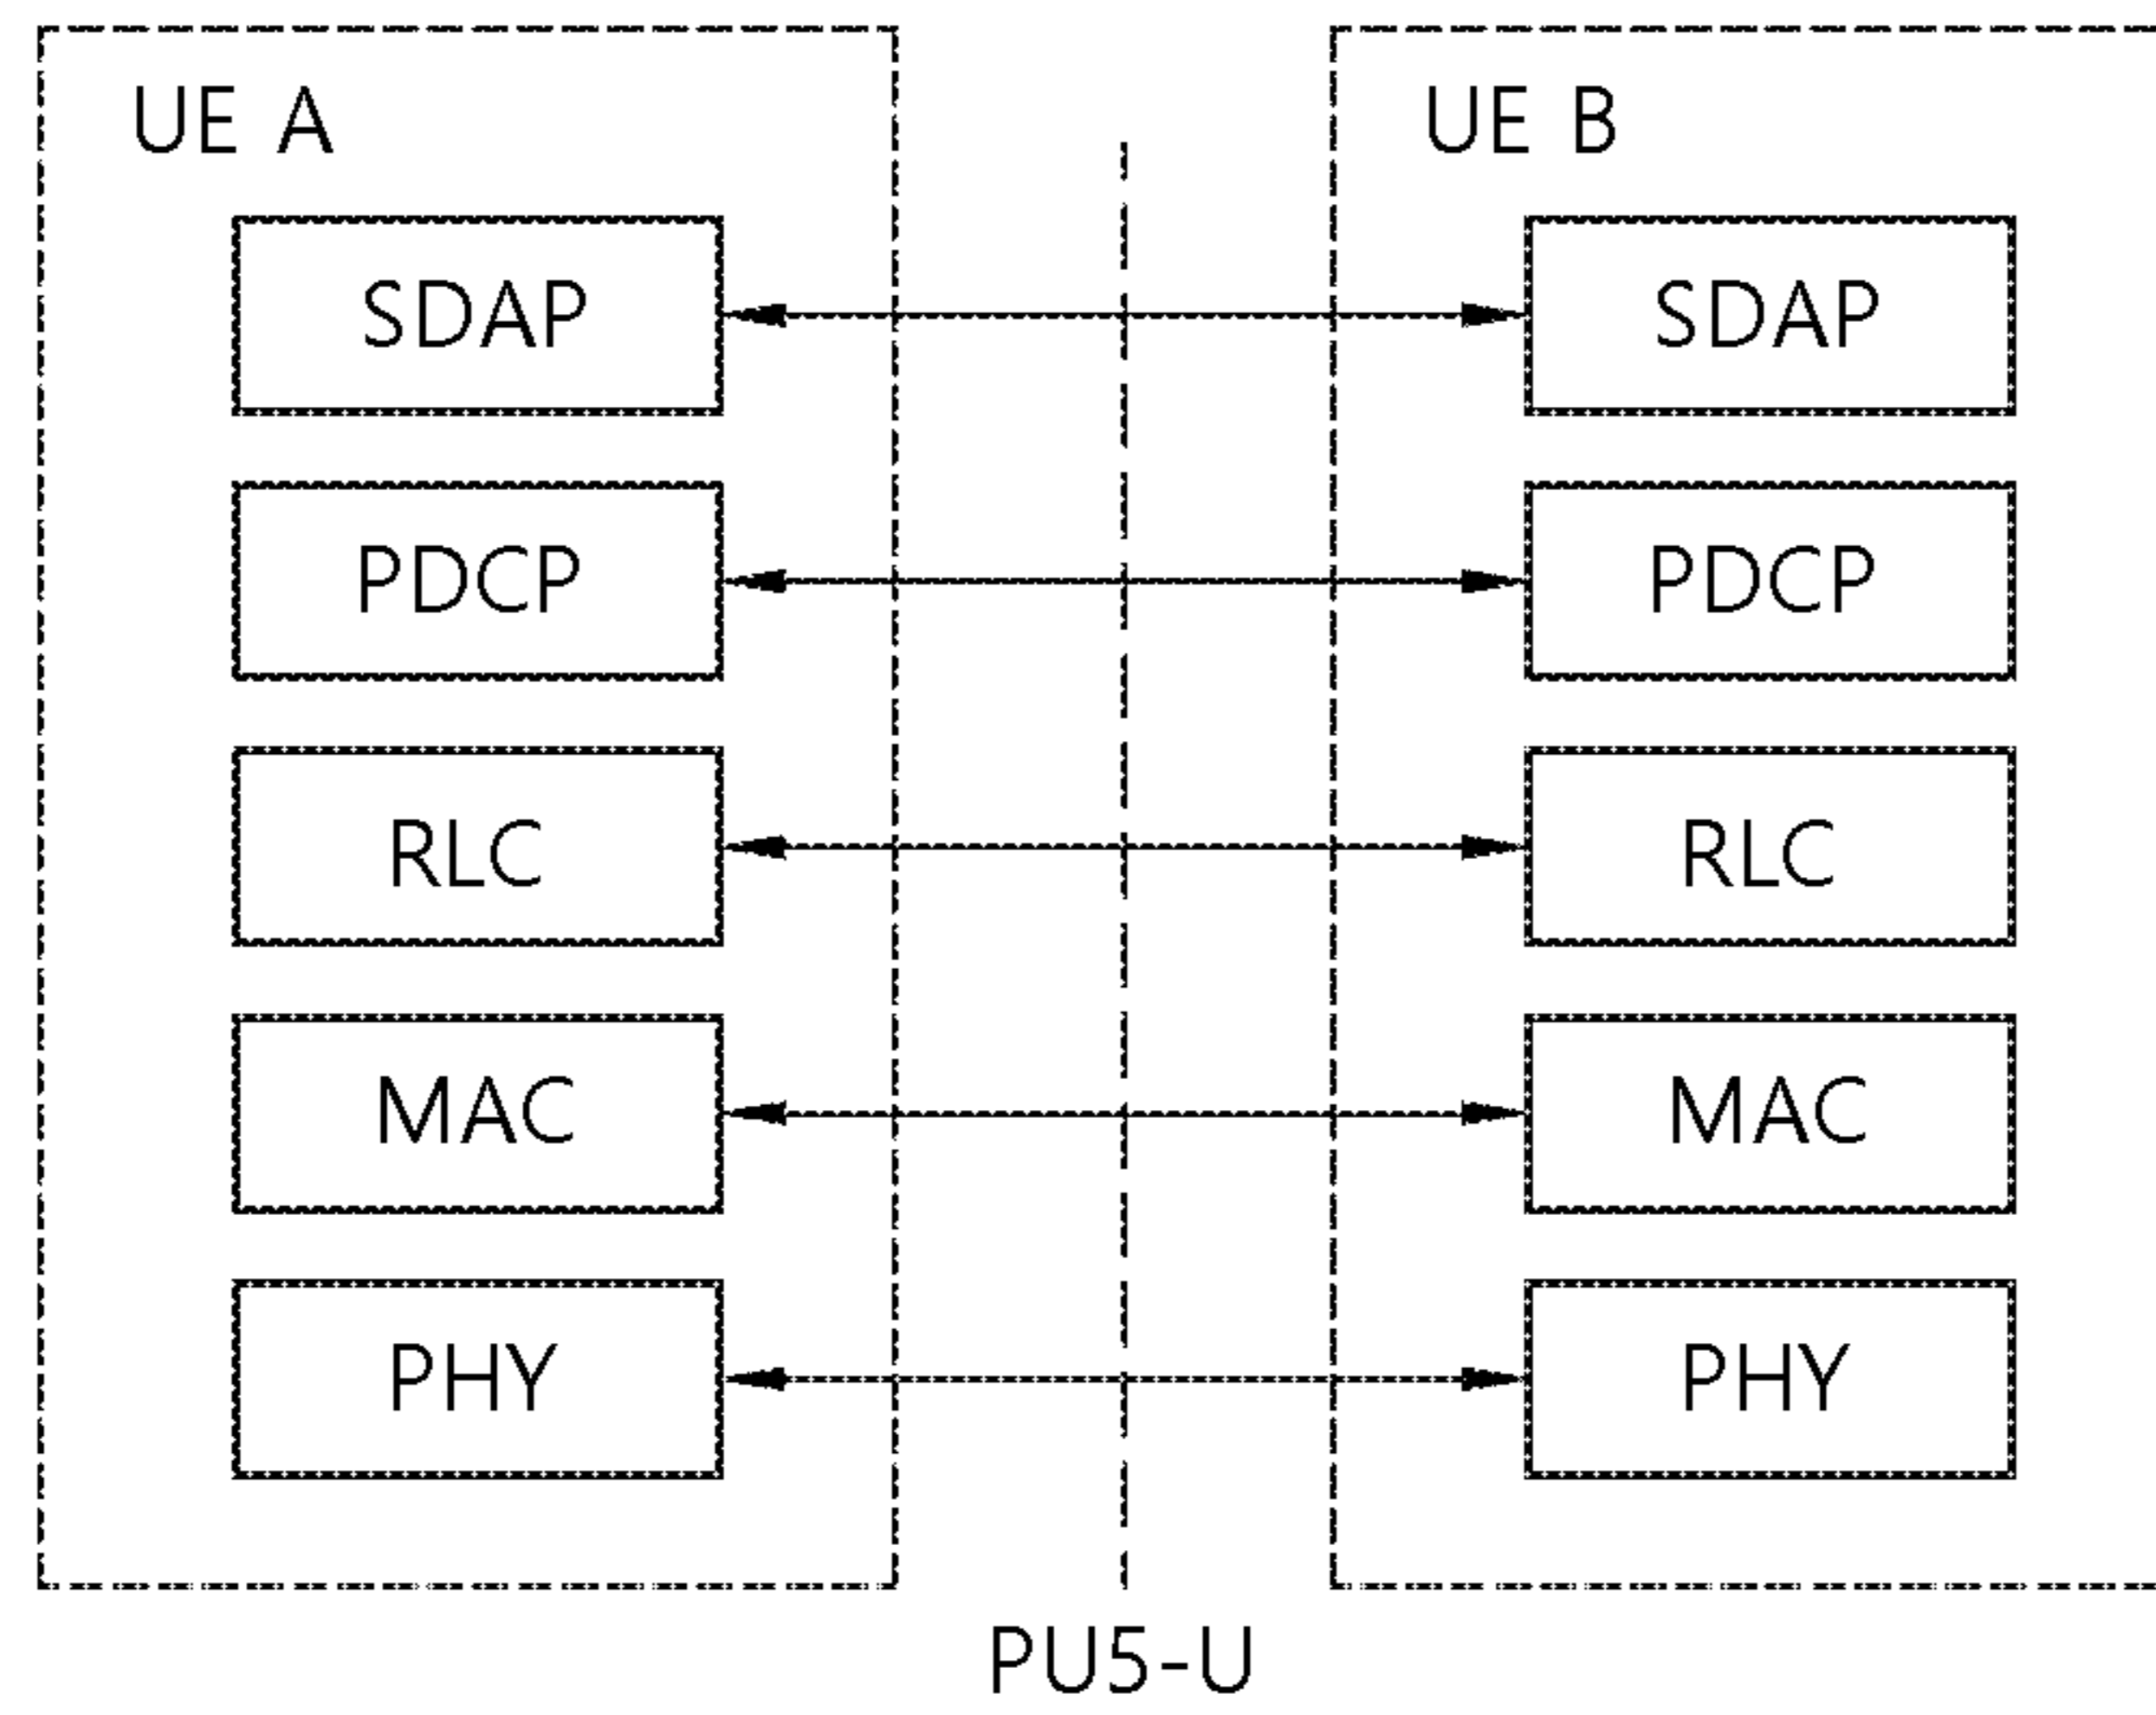 UE A
UE B
SDAP
SDAP
PDCP
PDCP
RLC
RLC
MAC
MAC
PHY
PHY
PU5-U